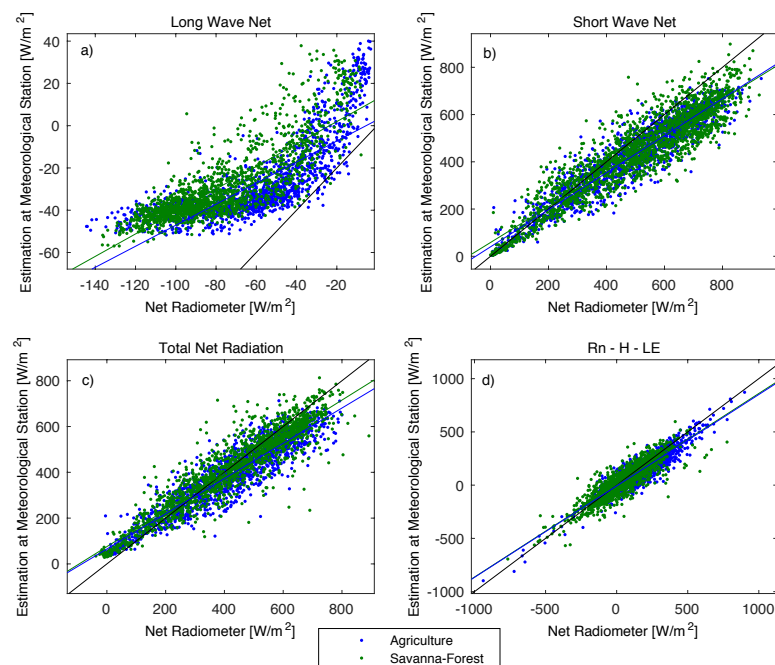 Long Wave Net
Short Wave Net
a)
b)
Estimation at Meteorological Station [W/m²]
40
20
0
-20
-40
-60
-140 -120 -100 -80 -60 -40 -20
Net Radiometer [W/m²]
Estimation at Meteorological Station [W/m²]
800
600
400
200
0
0 200 400 600 800
Net Radiometer [W/m²]
Total Net Radiation
Rn - H - LE
c)
d)
Estimation at Meteorological Station [W/m²]
800
600
400
200
0
0 200 400 600 800
Net Radiometer [W/m²]
Estimation at Meteorological Station [W/m²]
1000
500
0
-500
-1000
-1000 -500 0 500 1000
Net Radiometer [W/m²]
Agriculture
Savanna-Forest